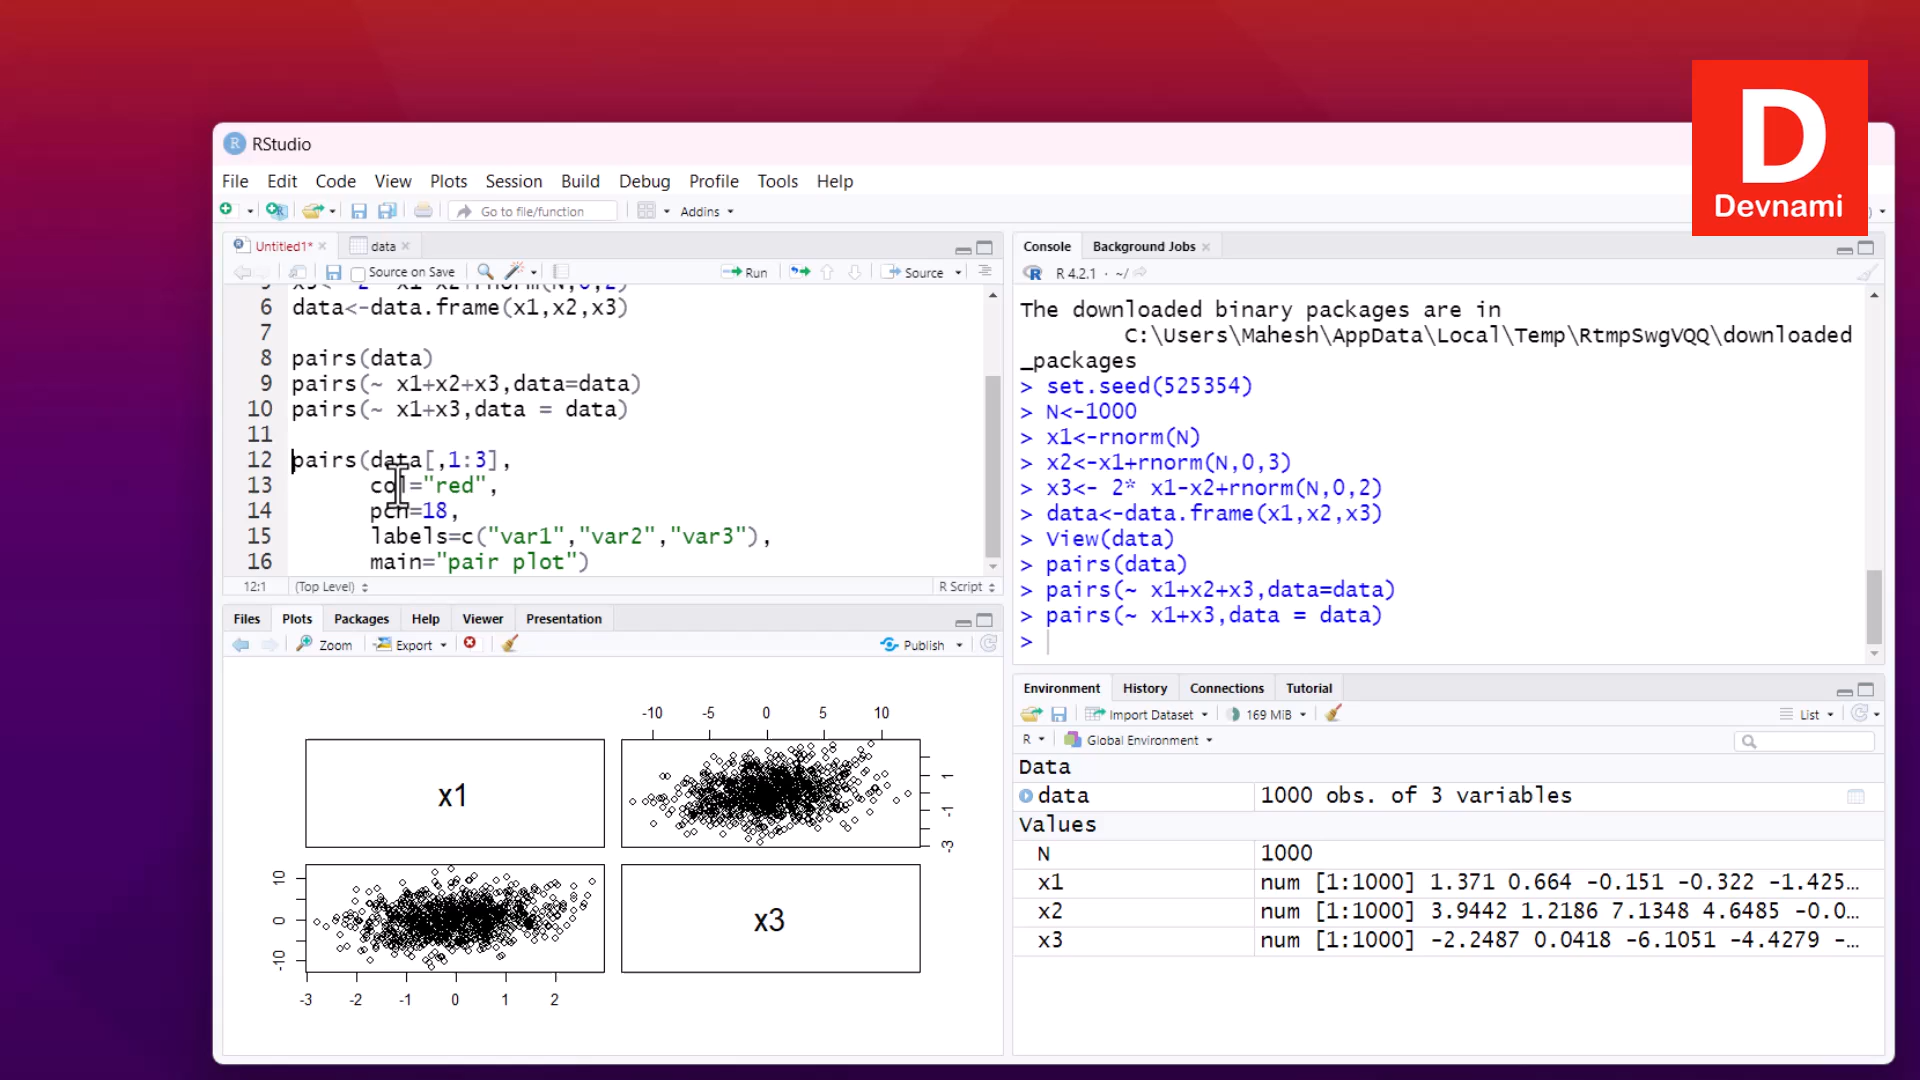 D
Devnami
RStudio
File Edit Code View Plots Session Build Debug Profile Tools Help
Go to file/function Addins
Untitled1* data
Source on Save Run Source
6 data<-data.frame(x1,x2,x3)
7
8 pairs(data)
9 pairs(~ x1+x2+x3,data=data)
10 pairs(~ x1+x3,data = data)
11
12 pairs(data[,1:3],
13 col="red",
14 pch=18,
15 labels=c("var1","var2","var3"),
16 main="pair plot")
12:1 (Top Level) R Script
Files Plots Packages Help Viewer Presentation
Zoom Export Publish
-10 -5 0 5 10
x1
1
-1
-3
10
0
-10
x3
-3 -2 -1 0 1 2
Console Background Jobs
R 4.2.1 · ~/
The downloaded binary packages are in
C:\Users\Mahesh\AppData\Local\Temp\RtmpSwgVQQ\downloaded
_packages
> set.seed(525354)
> N<-1000
> x1<-rnorm(N)
> x2<-x1+rnorm(N,0,3)
> x3<- 2* x1-x2+rnorm(N,0,2)
> data<-data.frame(x1,x2,x3)
> View(data)
> pairs(data)
> pairs(~ x1+x2+x3,data=data)
> pairs(~ x1+x3,data = data)
>
Environment History Connections Tutorial
Import Dataset 169 MiB List
R Global Environment
Data
data 1000 obs. of 3 variables
Values
N 1000
x1 num [1:1000] 1.371 0.664 -0.151 -0.322 -1.425…
x2 num [1:1000] 3.9442 1.2186 7.1348 4.6485 -0.0…
x3 num [1:1000] -2.2487 0.0418 -6.1051 -4.4279 -…